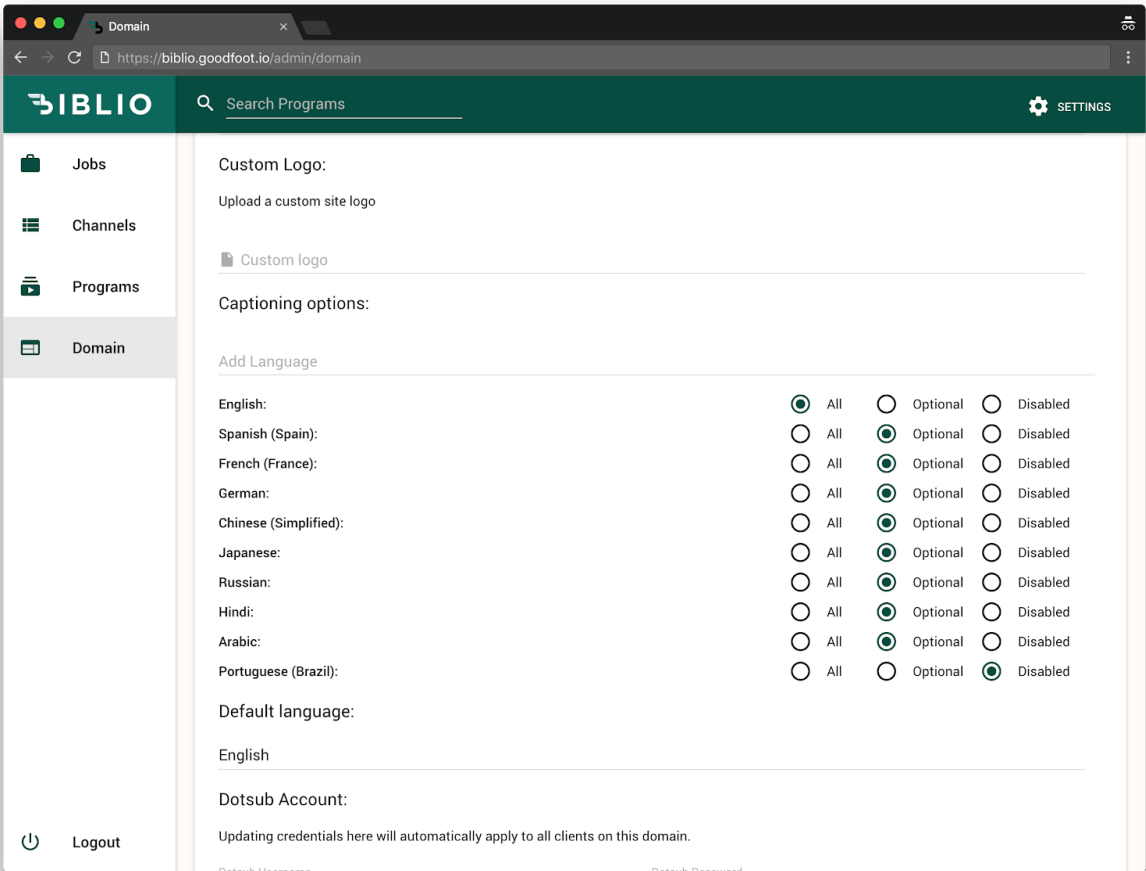 Domain
https://biblio.goodfoot.io/admin/domain
BIBLIO
Search Programs
SETTINGS
Jobs
Channels
Programs
Domain
Logout
Custom Logo:
Upload a custom site logo
Custom logo
Captioning options:
Add Language
English: All Optional Disabled
Spanish (Spain): All Optional Disabled
French (France): All Optional Disabled
German: All Optional Disabled
Chinese (Simplified): All Optional Disabled
Japanese: All Optional Disabled
Russian: All Optional Disabled
Hindi: All Optional Disabled
Arabic: All Optional Disabled
Portuguese (Brazil): All Optional Disabled
Default language:
English
Dotsub Account:
Updating credentials here will automatically apply to all clients on this domain.
Dotsub Username Dotsub Password